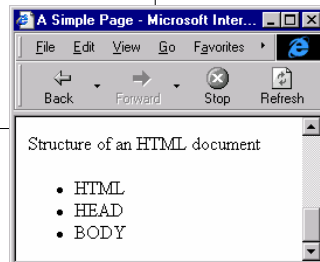 A Simple Page - Microsoft Inter...
File Edit View Go Favorites
Back Forward Stop Refresh
Structure of an HTML document
• HTML
• HEAD
• BODY